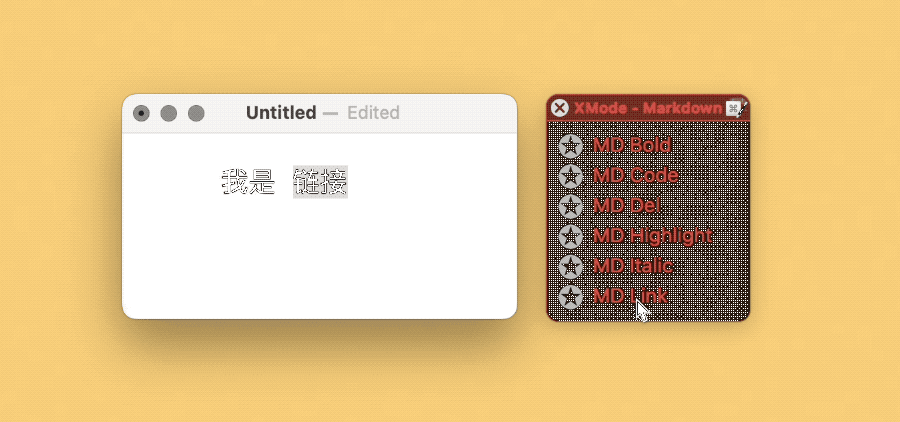 Untitled — Edited
我是 链接
XMode - Markdown
MD Bold
MD Code
MD Del
MD Highlight
MD Italic
MD Link